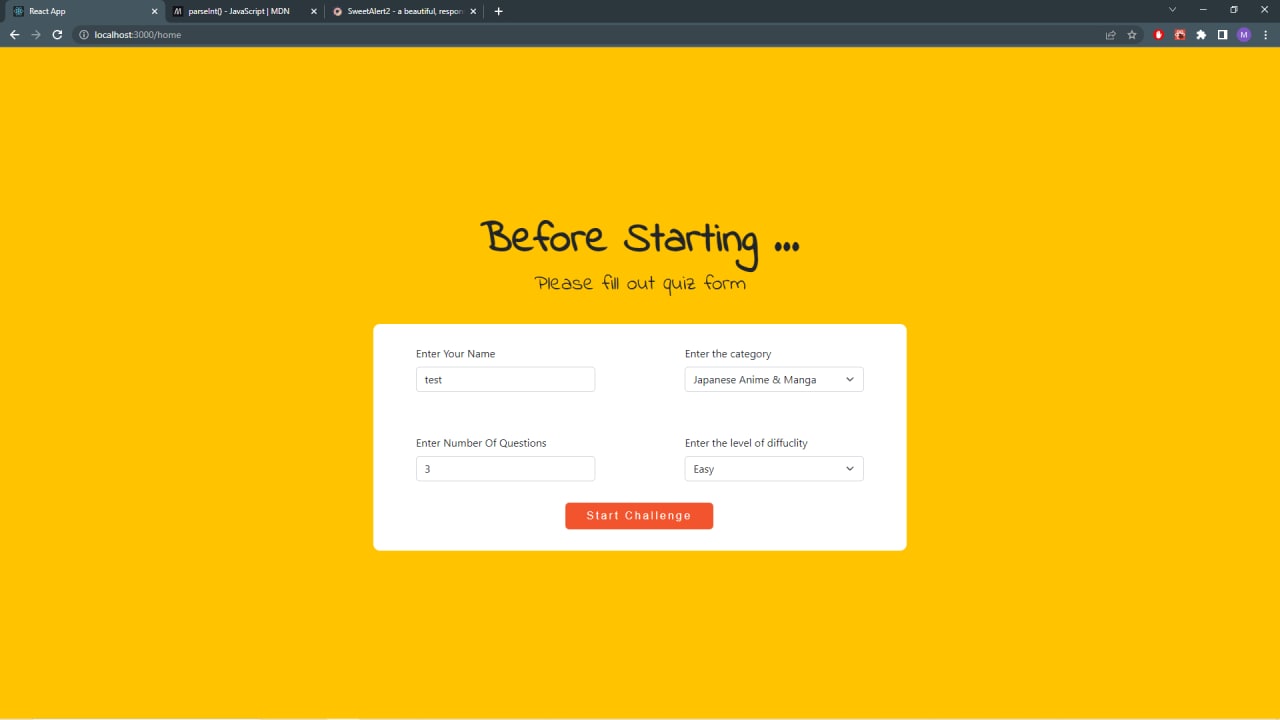 React App
parseInt() - JavaScript | MDN
SweetAlert2 - a beautiful, respon
localhost:3000/home
M
Before Starting ...
Please fill out quiz form
Enter Your Name
Enter the category
test
Japanese Anime & Manga
Enter Number Of Questions
Enter the level of diffuclity
3
Easy
Start Challenge